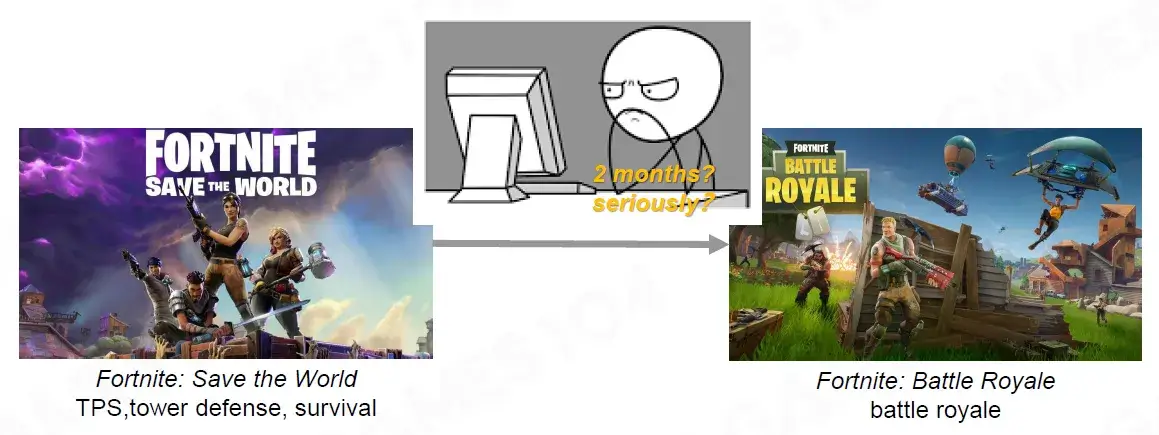 FORTNITE
SAVE THE WORLD
2 months?
seriously?
FORTNITE
BATTLE
ROYALE
Fortnite: Save the World
TPS,tower defense, survival
Fortnite: Battle Royale
battle royale